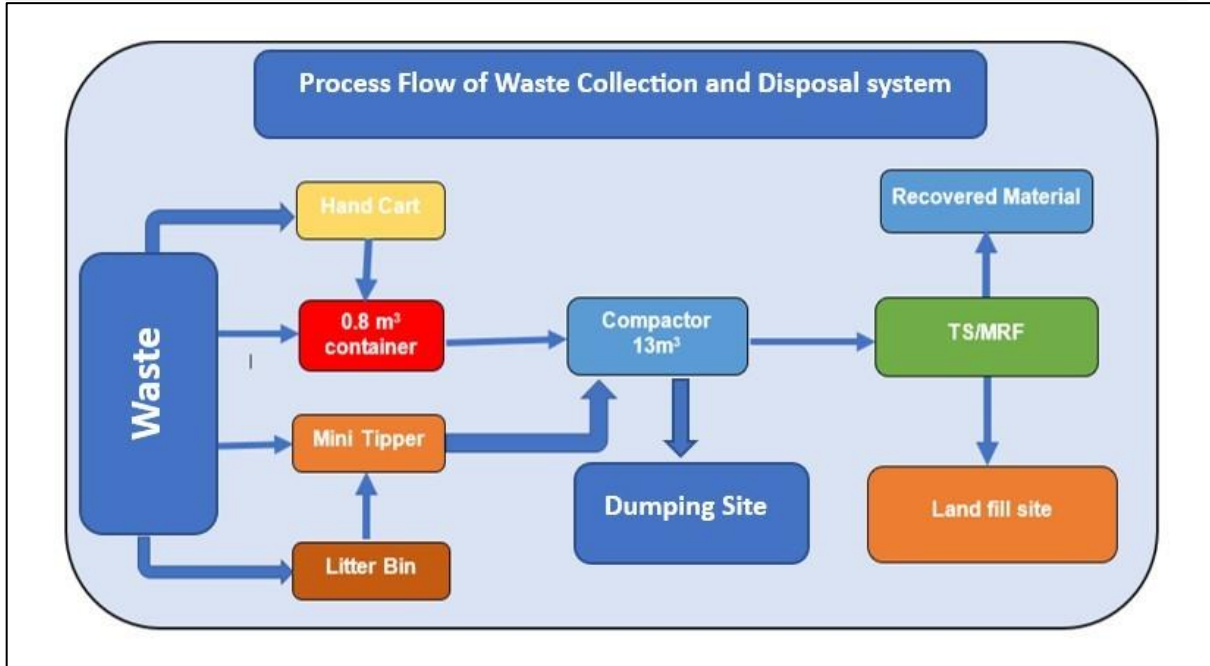 Process Flow of Waste Collection and Disposal system
Hand Cart
Recovered Material
Waste
0.8 m³
container
Compactor
13m³
TS/MRF
Mini Tipper
Dumping Site
Land fill site
Litter Bin